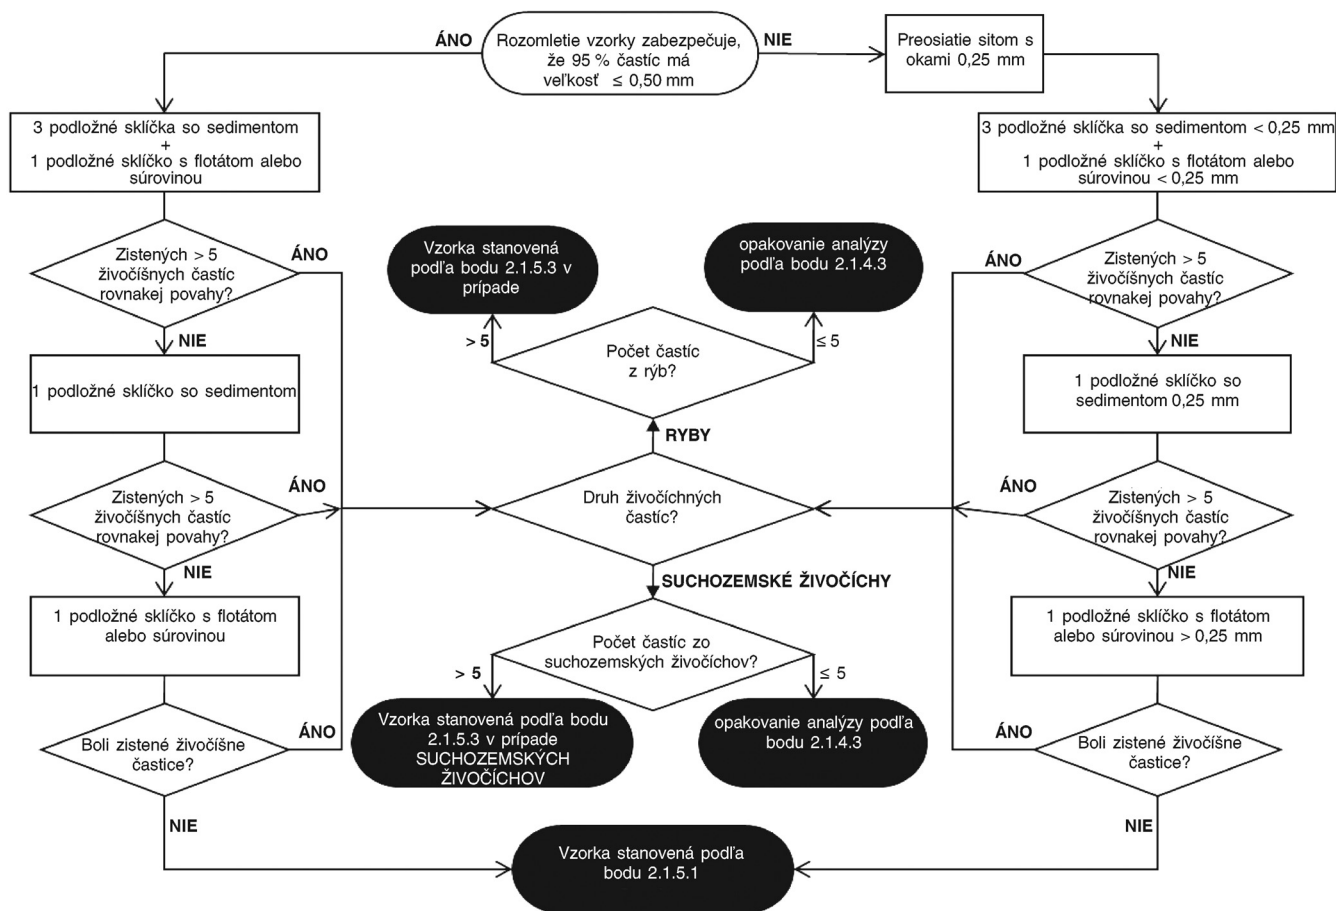 ÁNO
Rozomletie vzorky zabezpečuje,
že 95 % častíc má
veľkosť ≤ 0,50 mm
NIE
Preosiatie sitom s
okami 0,25 mm
3 podložné sklíčka so sedimentom
+
1 podložné sklíčko s flotátom alebo
súrovinou
3 podložné sklíčka so sedimentom < 0,25 mm
+
1 podložné sklíčko s flotátom alebo
súrovinou < 0,25 mm
Zistených > 5
živočíšnych častíc
rovnakej povahy?
ÁNO
Vzorka stanovená
podľa bodu 2.1.5.3 v
prípade
opakovanie analýzy
podľa bodu 2.1.4.3
ÁNO
Zistených > 5
živočíšnych častíc
rovnakej povahy?
NIE
> 5
Počet častíc
z rýb?
≤ 5
NIE
1 podložné sklíčko so sedimentom
1 podložné sklíčko so
sedimentom 0,25 mm
RYBY
Zistených > 5
živočíšnych častíc
rovnakej povahy?
ÁNO
Druh živočíchných
častíc?
ÁNO
Zistených > 5
živočíšnych častíc
rovnakej povahy?
NIE
SUCHOZEMSKÉ ŽIVOČÍCHY
NIE
1 podložné sklíčko s flotátom
alebo súrovinou
Počet častíc zo
suchozemských živočíchov?
1 podložné sklíčko s flotátom
alebo súrovinou > 0,25 mm
> 5
≤ 5
Boli zistené živočíšne
častice?
ÁNO
Vzorka stanovená podľa bodu
2.1.5.3 v prípade
SUCHOZEMSKÝCH
ŽIVOČÍCHOV
opakovanie analýzy podľa
bodu 2.1.4.3
ÁNO
Boli zistené živočíšne
častice?
NIE
Vzorka stanovená podľa
bodu 2.1.5.1
NIE